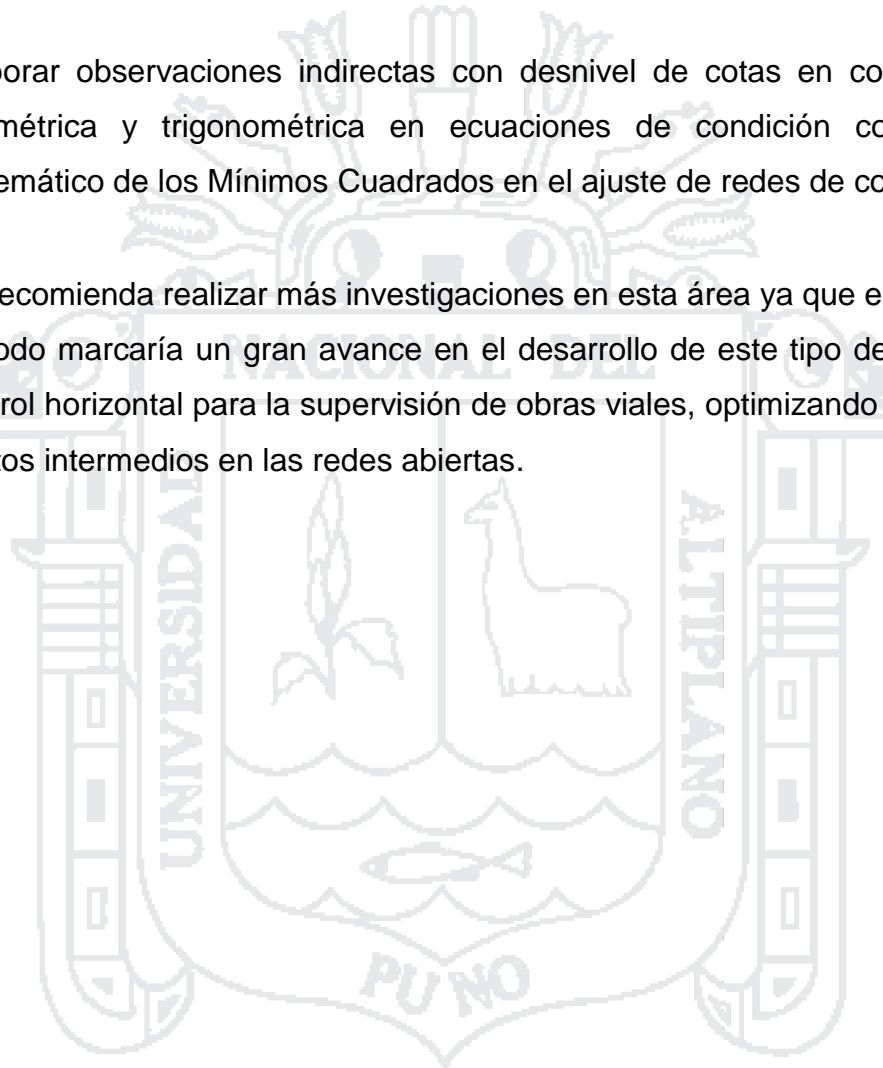 orar observaciones indirectas con desnivel de cotas en co
métrica y trigonométrica en ecuaciones de condición co
emático de los Mínimos Cuadrados en el ajuste de redes de co
ecomienda realizar más investigaciones en esta área ya que e
odo marcaría un gran avance en el desarrollo de este tipo de
rol horizontal para la supervisión de obras viales, optimizando
tos intermedios en las redes abiertas.
NACIONAL DEL
UNIVERSIDAD
ALTIPLANO
PUNO